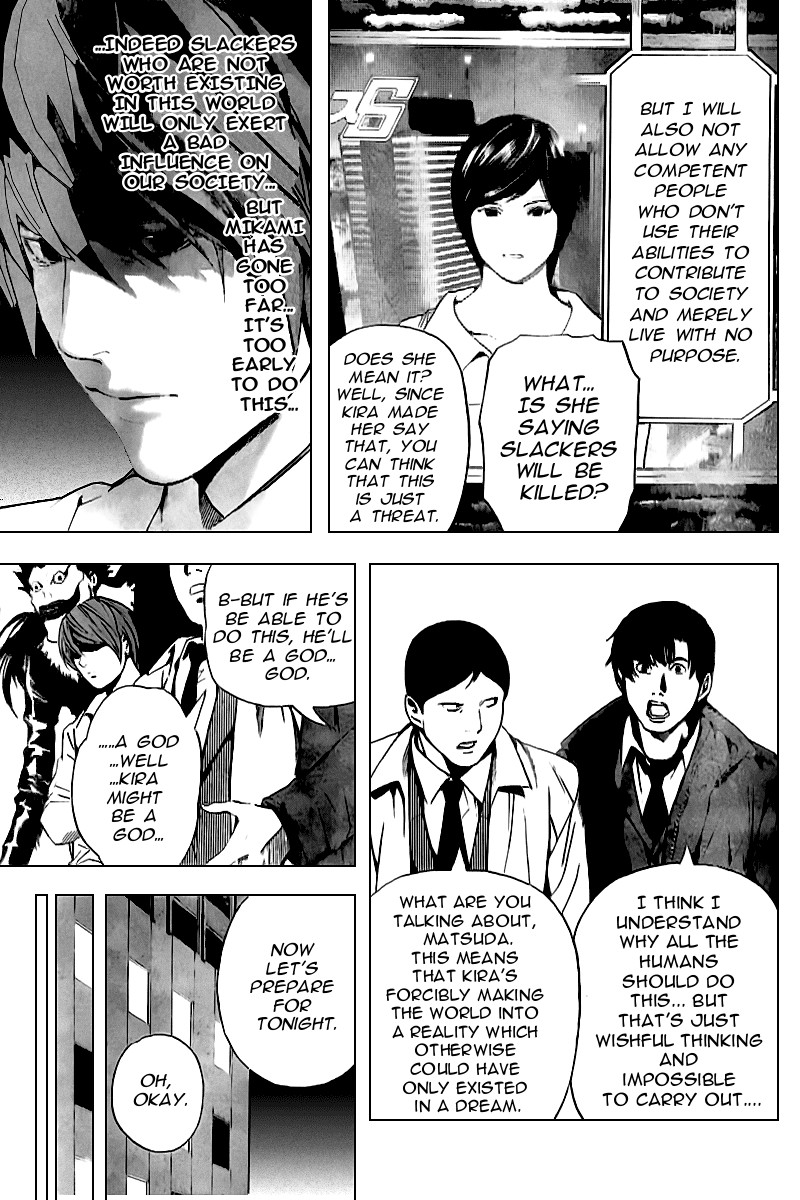 BUT I WILL
ALSO NOT
ALLOW ANY
COMPETENT
PEOPLE
WHO DON'T
USE THEIR
ABILITIES TO
CONTRIBUTE
TO SOCIETY
AND MERELY
LIVE WITH NO
PURPOSE.
6
WHAT...
IS SHE
SAYING
SLACKERS
WILL BE
KILLED?
DOES SHE
MEAN IT?
WELL, SINCE
KIRA MADE
HER SAY
THAT, YOU
CAN THINK
THAT THIS
IS JUST
A THREAT.
...INDEED SLACKERS
WHO ARE NOT
WORTH EXISTING
IN THIS WORLD
WILL ONLY EXERT
A BAD
INFLUENCE ON
OUR SOCIETY...
BUT
MIKAMI
HAS
GONE
TOO
FAR...
IT'S
TOO
EARLY
TO DO
THIS...
I THINK I
UNDERSTAND
WHY ALL THE
HUMANS
SHOULD DO
THIS... BUT
THAT'S JUST
WISHFUL THINKING
AND
IMPOSSIBLE
TO CARRY OUT....
WHAT ARE YOU
TALKING ABOUT,
MATSUDA.
THIS MEANS
THAT KIRA'S
FORCIBLY MAKING
THE WORLD INTO
A REALITY WHICH
OTHERWISE
COULD HAVE
ONLY EXISTED
IN A DREAM.
B-BUT IF HE'S
BE ABLE TO
DO THIS, HE'LL
BE A GOD...
GOD.
.....A GOD
...WELL
...KIRA
MIGHT
BE A
GOD...
NOW
LET'S
PREPARE
FOR
TONIGHT.
OH,
OKAY.